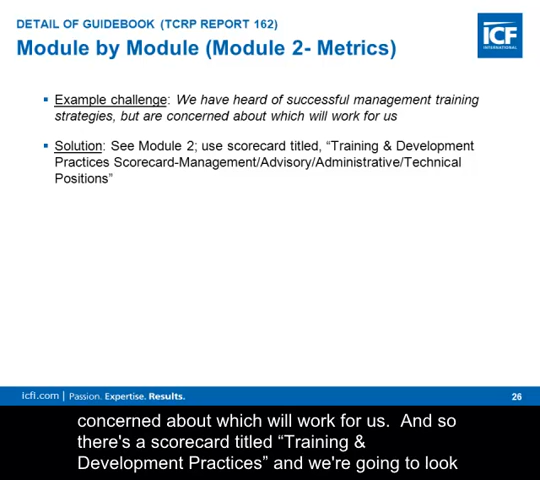 DETAIL OF GUIDEBOOK (TCRP REPORT 162)
Module by Module (Module 2- Metrics)
ICF
INTERNATIONAL
Example challenge: We have heard of successful management training
strategies, but are concerned about which will work for us
Solution: See Module 2; use scorecard titled, “Training & Development
Practices Scorecard-Management/Advisory/Administrative/Technical
Positions”
icfi.com | Passion. Expertise. Results.
26
concerned about which will work for us. And so
there's a scorecard titled “Training &
Development Practices” and we're going to look